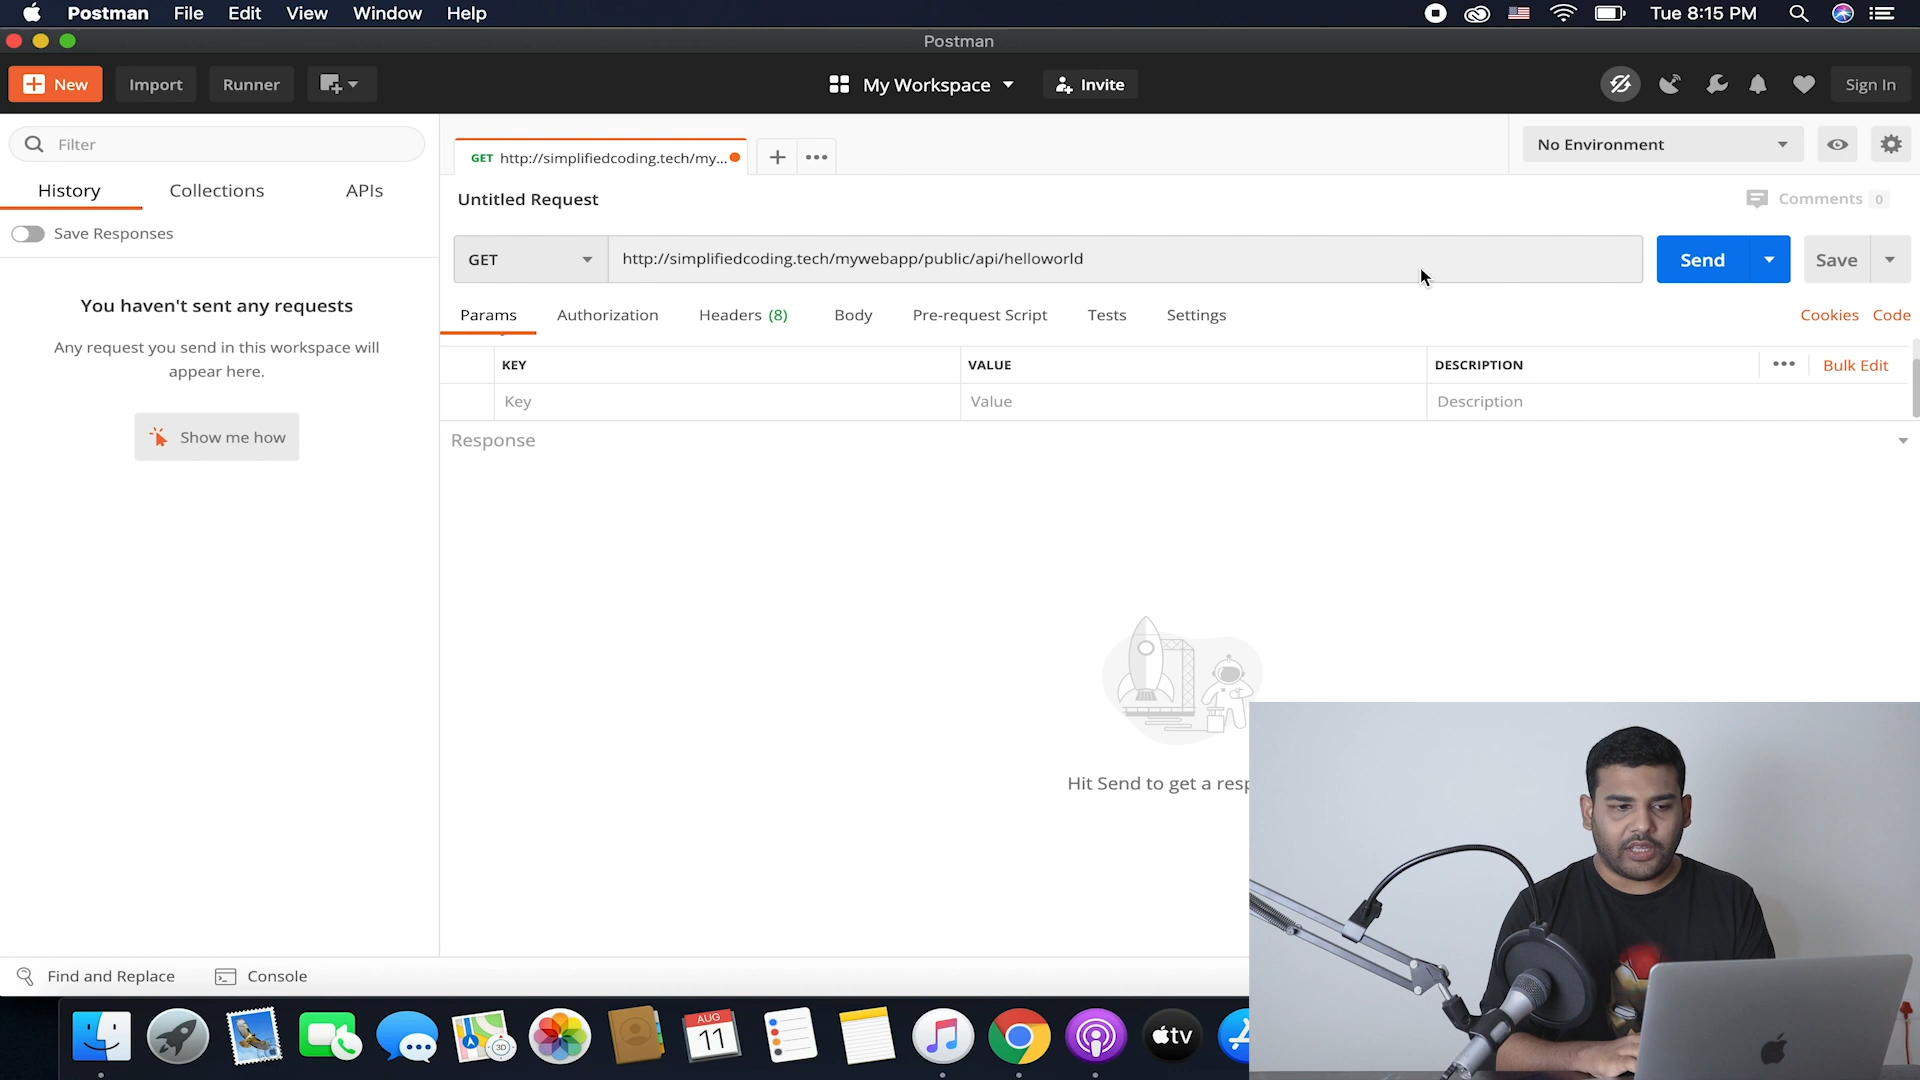 Postman File Edit View Window Help
Tue 8:15 PM
Postman
New Import Runner
My Workspace
Invite
Sign In
Filter
GET http://simplifiedcoding.tech/my...
No Environment
History Collections APIs
Untitled Request
Comments 0
Save Responses
GET http://simplifiedcoding.tech/mywebapp/public/api/helloworld
Send
Save
You haven't sent any requests
Any request you send in this workspace will
appear here.
Show me how
Params Authorization Headers (8) Body Pre-request Script Tests Settings
Cookies Code
KEY VALUE DESCRIPTION
Bulk Edit
Key Value Description
Response
Hit Send to get a resp
Find and Replace Console
3D
AUG
11
tv